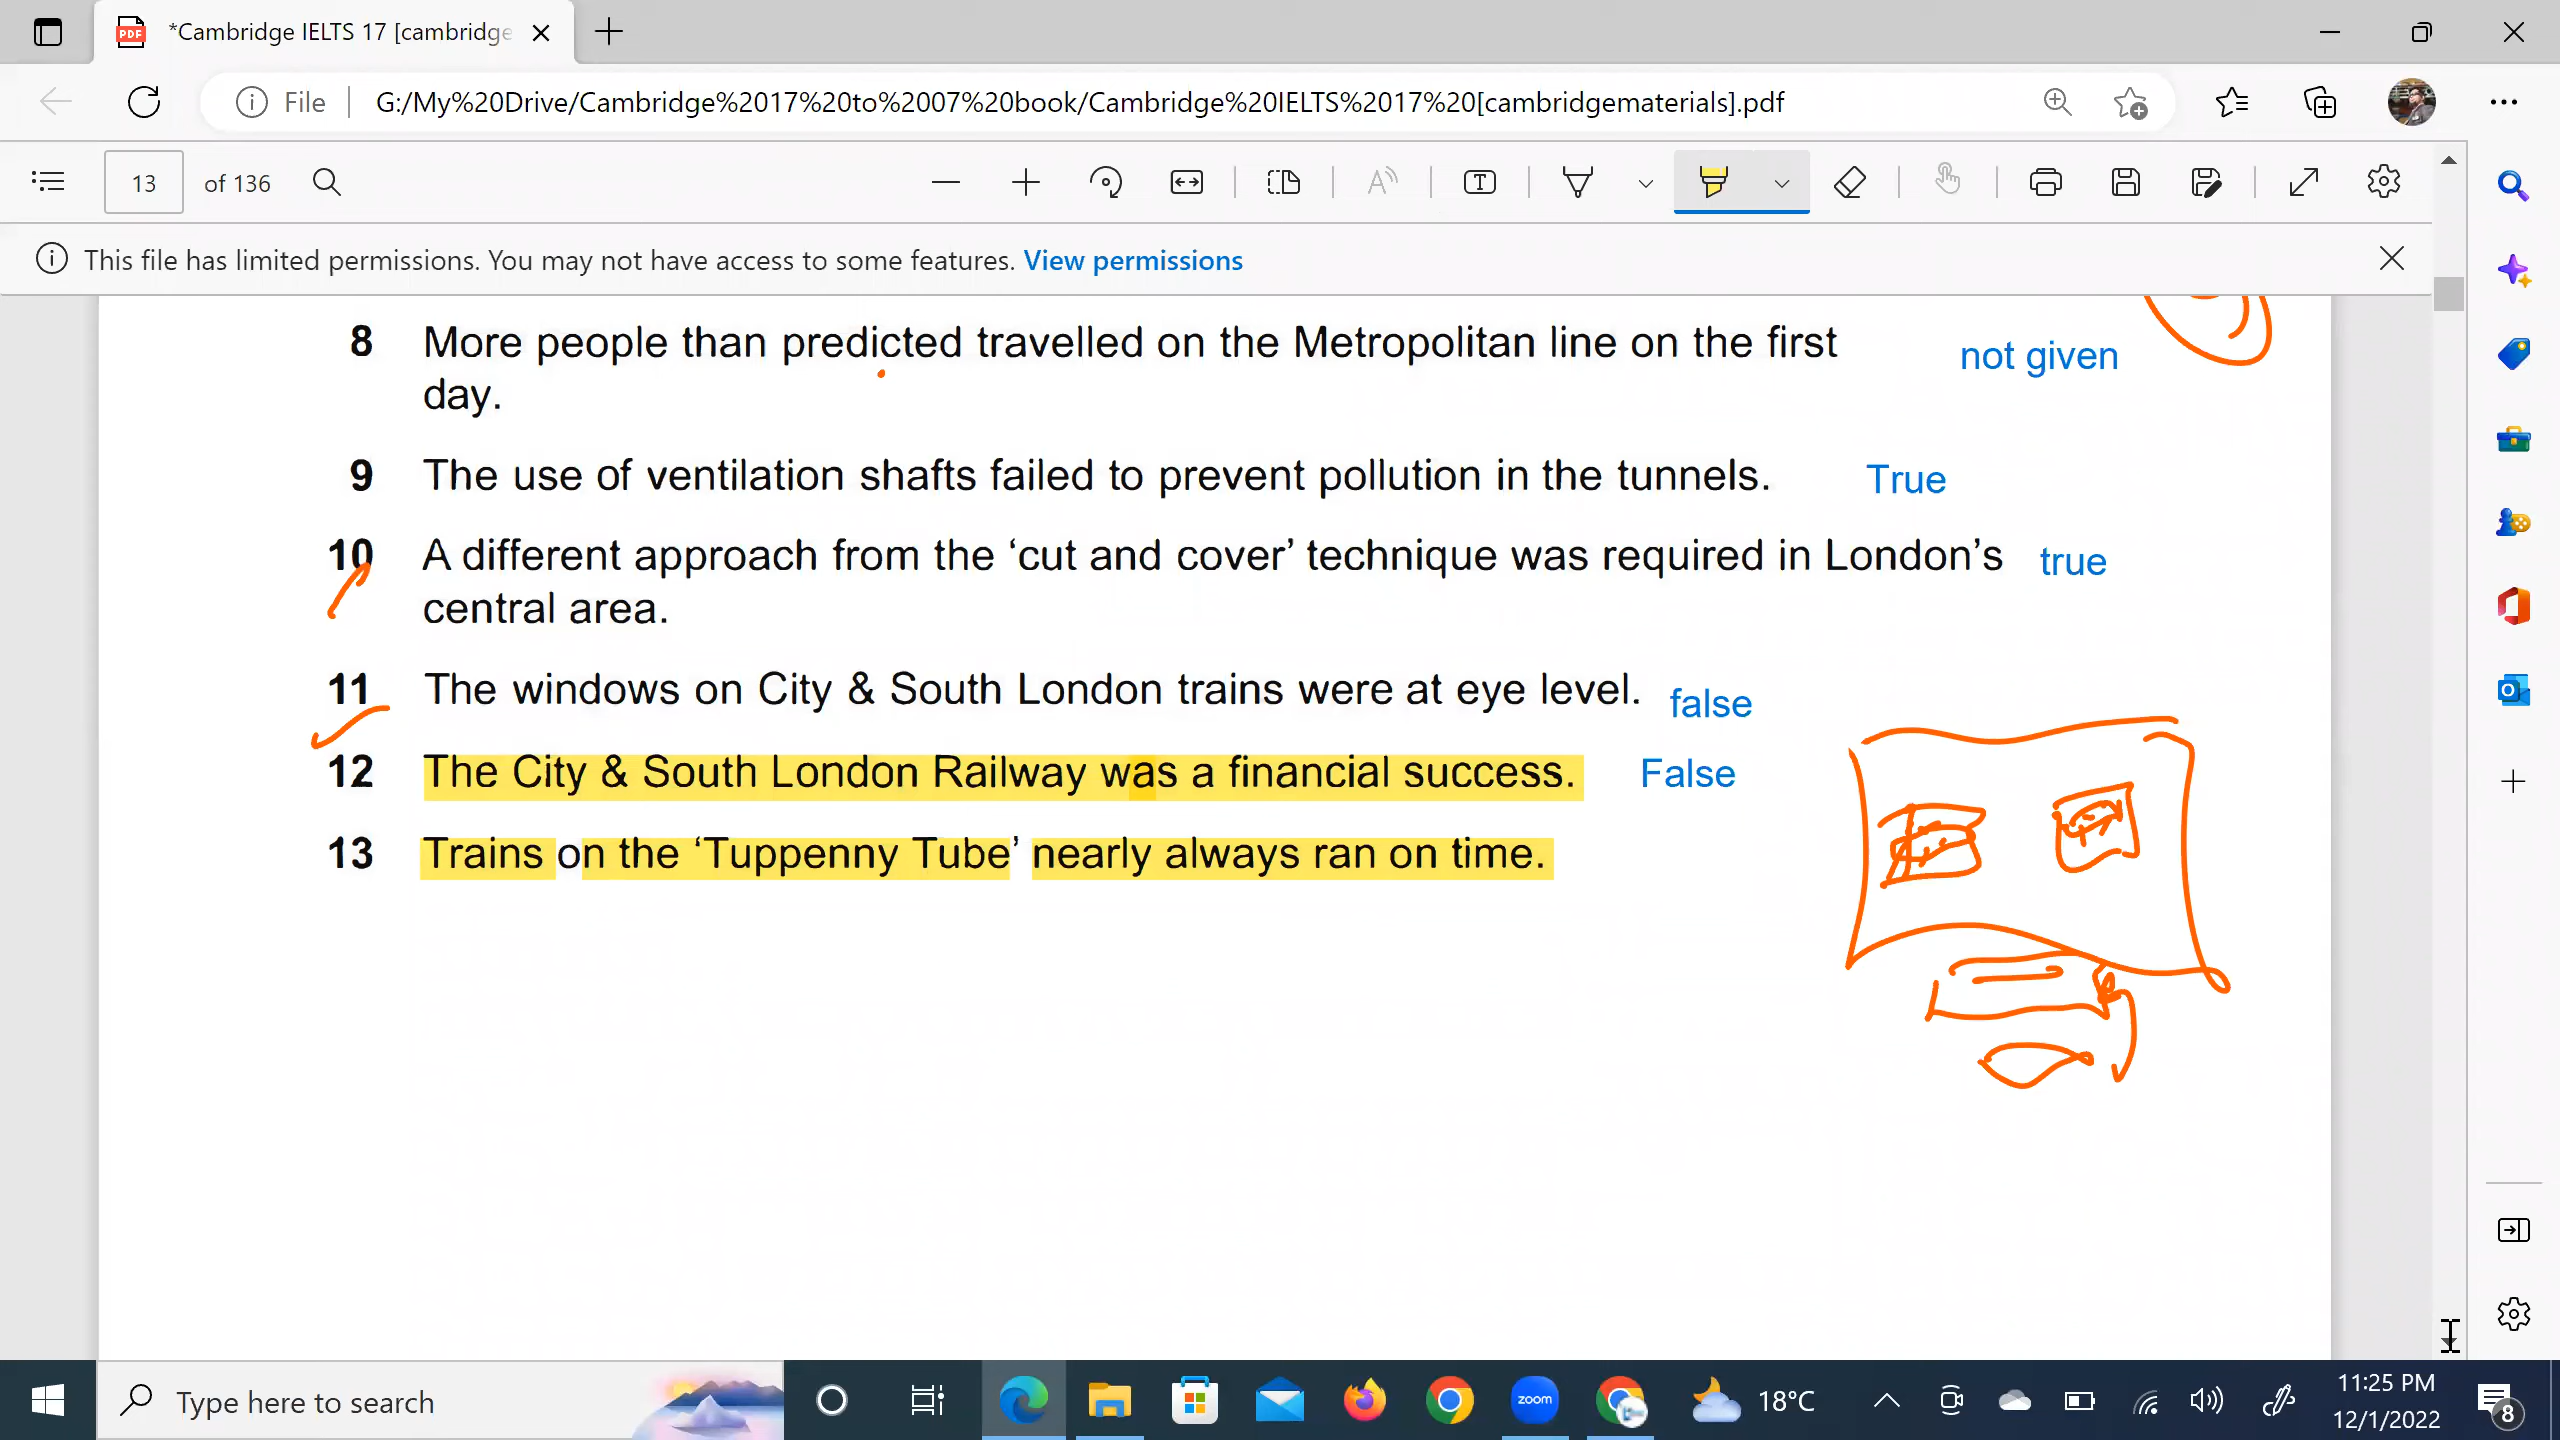 *Cambridge IELTS 17 [cambridge
File G:/My%20Drive/Cambridge%2017%20to%2007%20book/Cambridge%20IELTS%2017%20[cambridgematerials].pdf
13 of 136
This file has limited permissions. You may not have access to some features. View permissions
8 More people than predicted travelled on the Metropolitan line on the first not given
day.
9 The use of ventilation shafts failed to prevent pollution in the tunnels. True
10 A different approach from the ‘cut and cover’ technique was required in London’s true
central area.
11 The windows on City & South London trains were at eye level. false
12 The City & South London Railway was a financial success. False
13 Trains on the ‘Tuppenny Tube’ nearly always ran on time.
Type here to search zoom 18°C 11:25 PM
12/1/2022 8